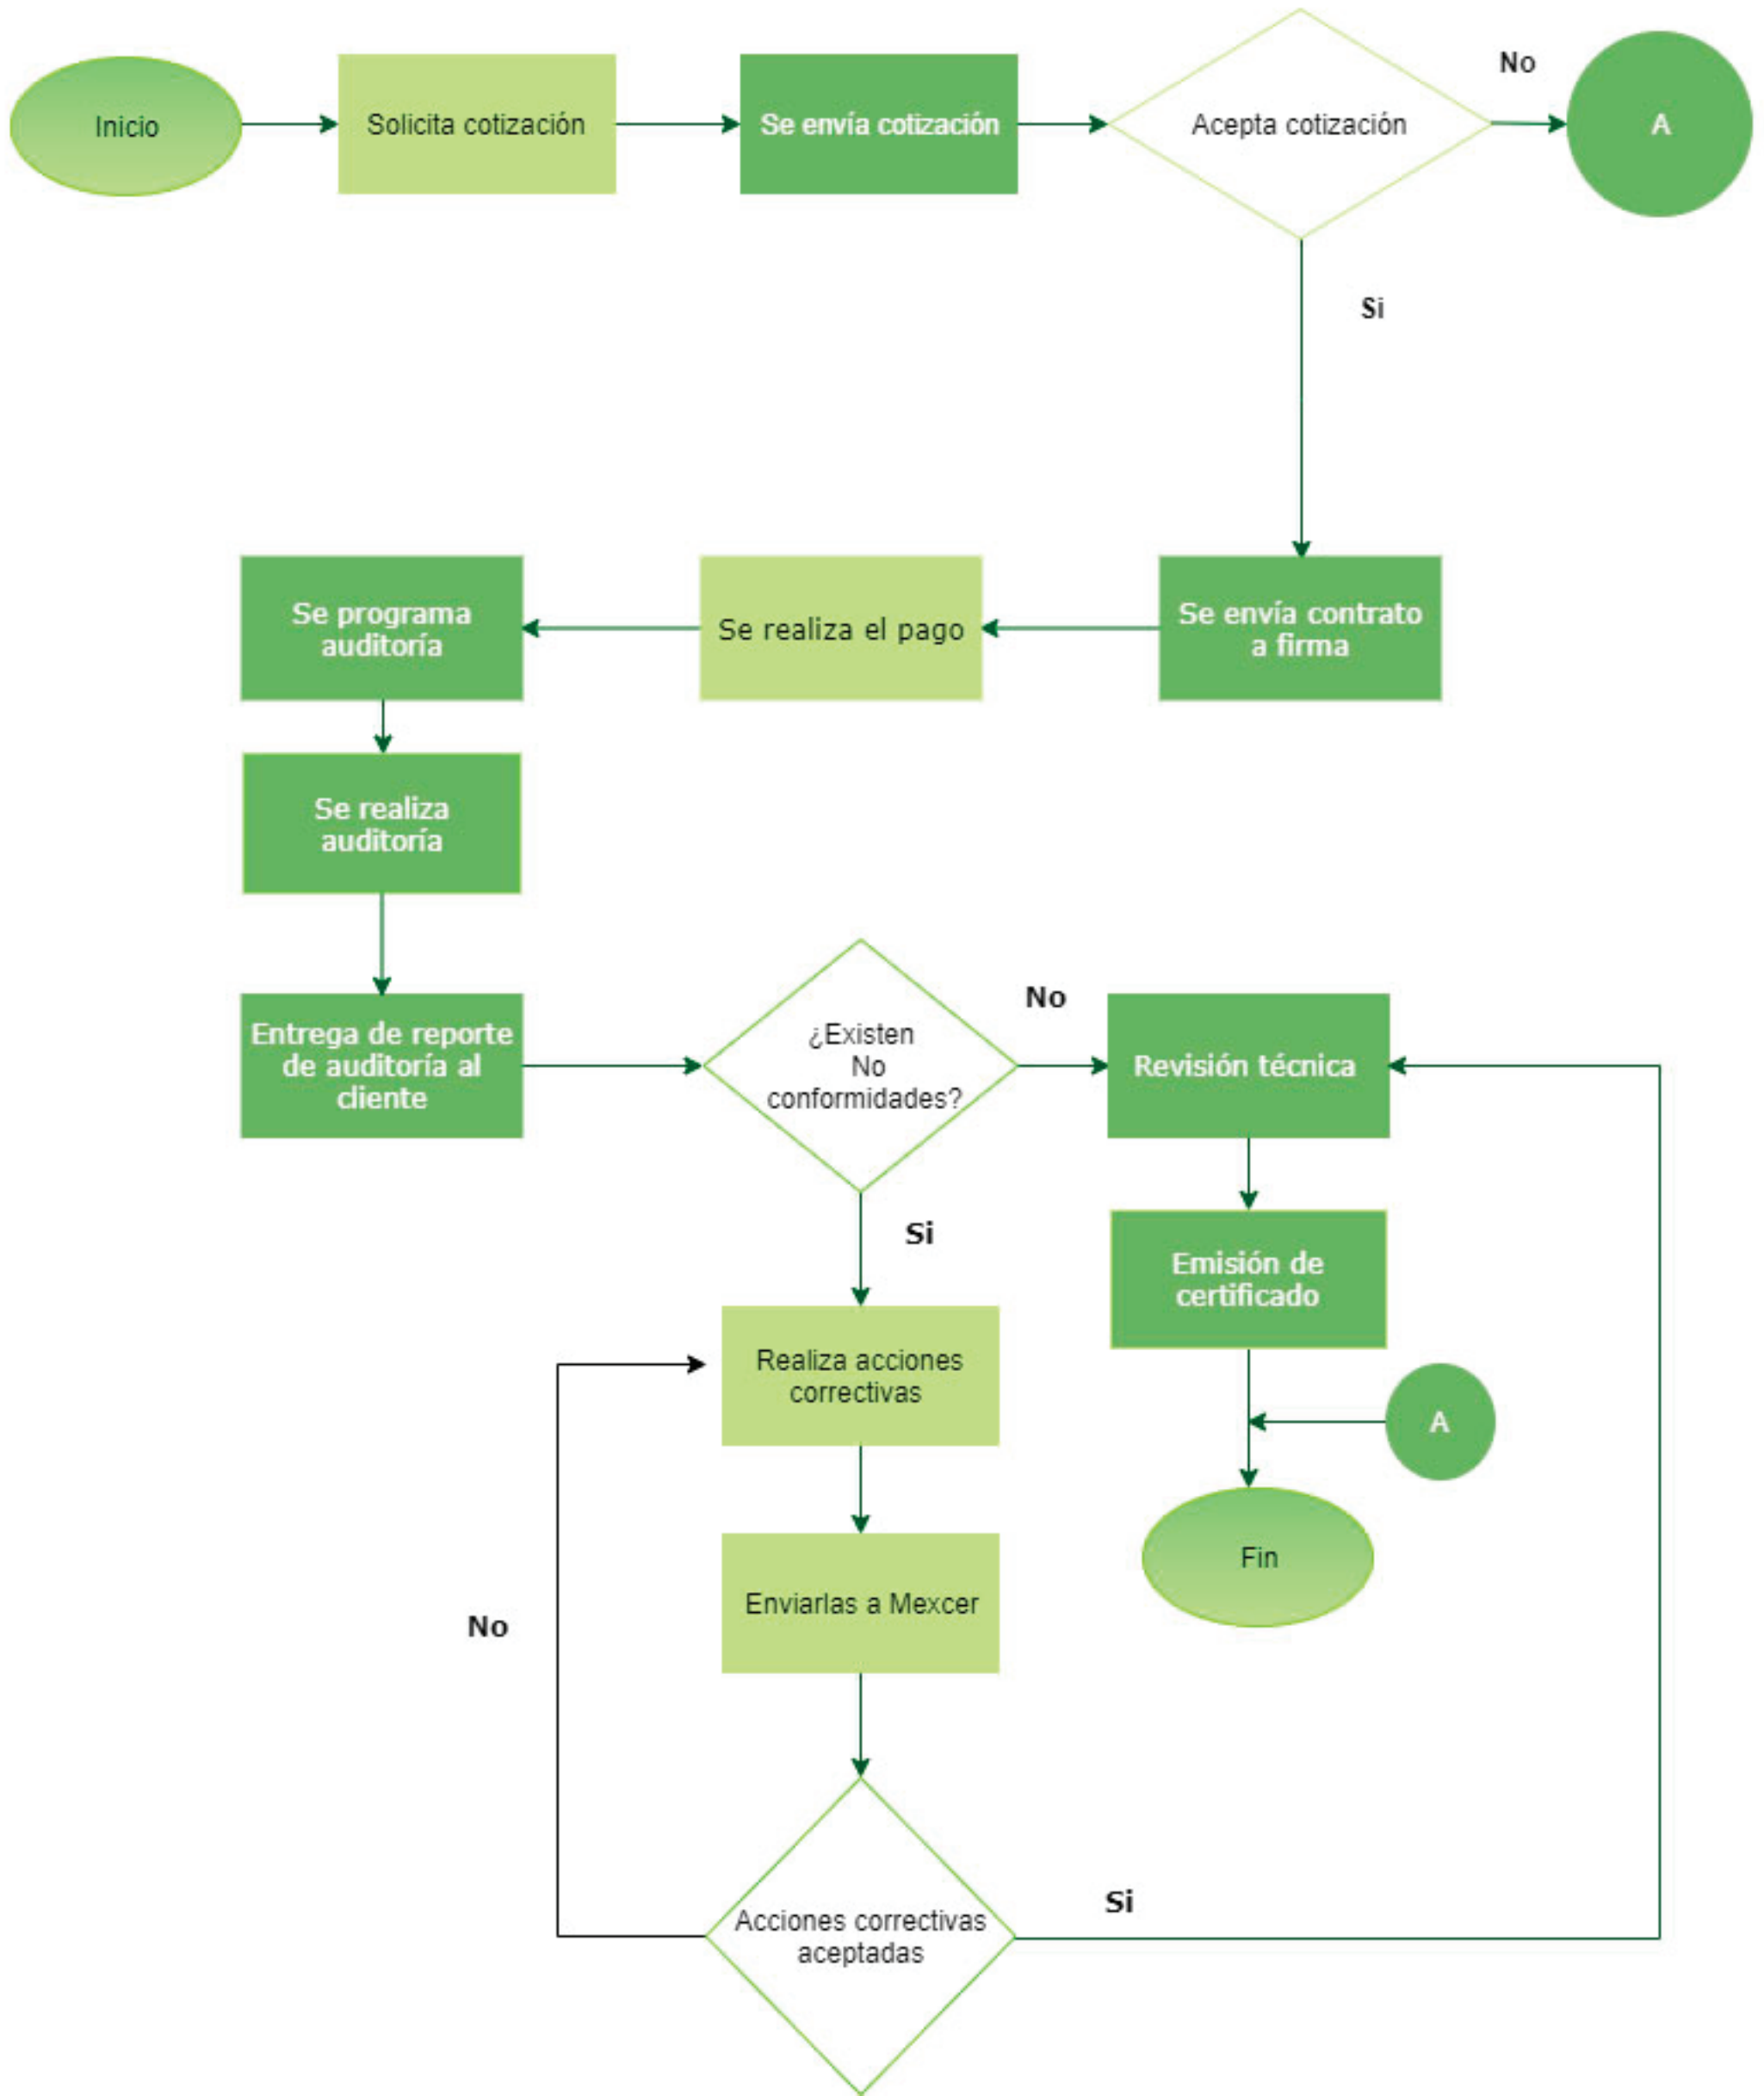 Inicio
Solicita cotización
Se envía cotización
Acepta cotización
No
A
Si
Se programa
auditoría
Se realiza el pago
Se envía contrato
a firma
Se realiza
auditoría
Entrega de reporte
de auditoría al
cliente
¿Existen
No
conformidades?
No
Revisión técnica
Si
Emisión de
certificado
Realiza acciones
correctivas
A
Fin
Enviarlas a Mexcer
No
Acciones correctivas
aceptadas
Si